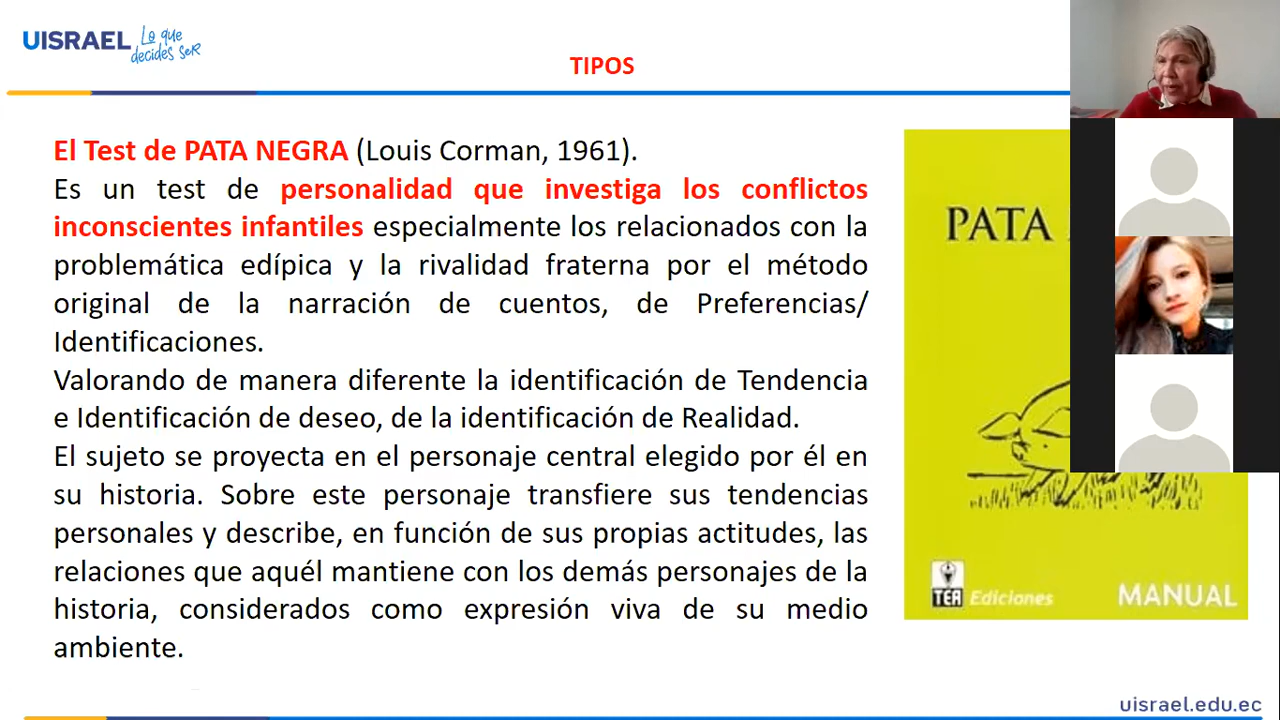 UISRAEL Lo que
decides seR
TIPOS
El Test de PATA NEGRA (Louis Corman, 1961).
Es un test de personalidad que investiga los conflictos
inconscientes infantiles especialmente los relacionados con la
problemática edípica y la rivalidad fraterna por el método
original de la narración de cuentos, de Preferencias/
Identificaciones.
Valorando de manera diferente la identificación de Tendencia
e Identificación de deseo, de la identificación de Realidad.
El sujeto se proyecta en el personaje central elegido por él en
su historia. Sobre este personaje transfiere sus tendencias
personales y describe, en función de sus propias actitudes, las
relaciones que aquél mantiene con los demás personajes de la
historia, considerados como expresión viva de su medio
ambiente.
PATA
TEA Ediciones
MANUAL
uisrael.edu.ec